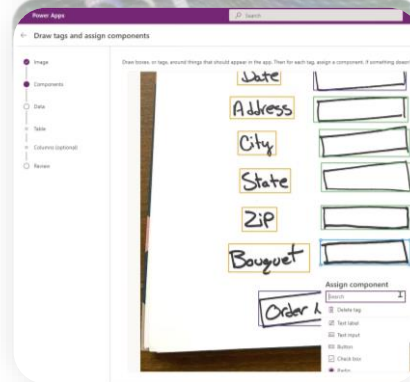 Power Apps
Search
← Draw tags and assign components
Image
Components
Data
Table
Columns (optional)
Review
Draw boxes, or tags, around things that should appear in the app. Then for each tag, assign a component. If something doesn't
Date
Address
City
State
Zip
Bouquet
Order
Assign component
Search
Delete tag
Text label
Text input
Button
Check box
Radio